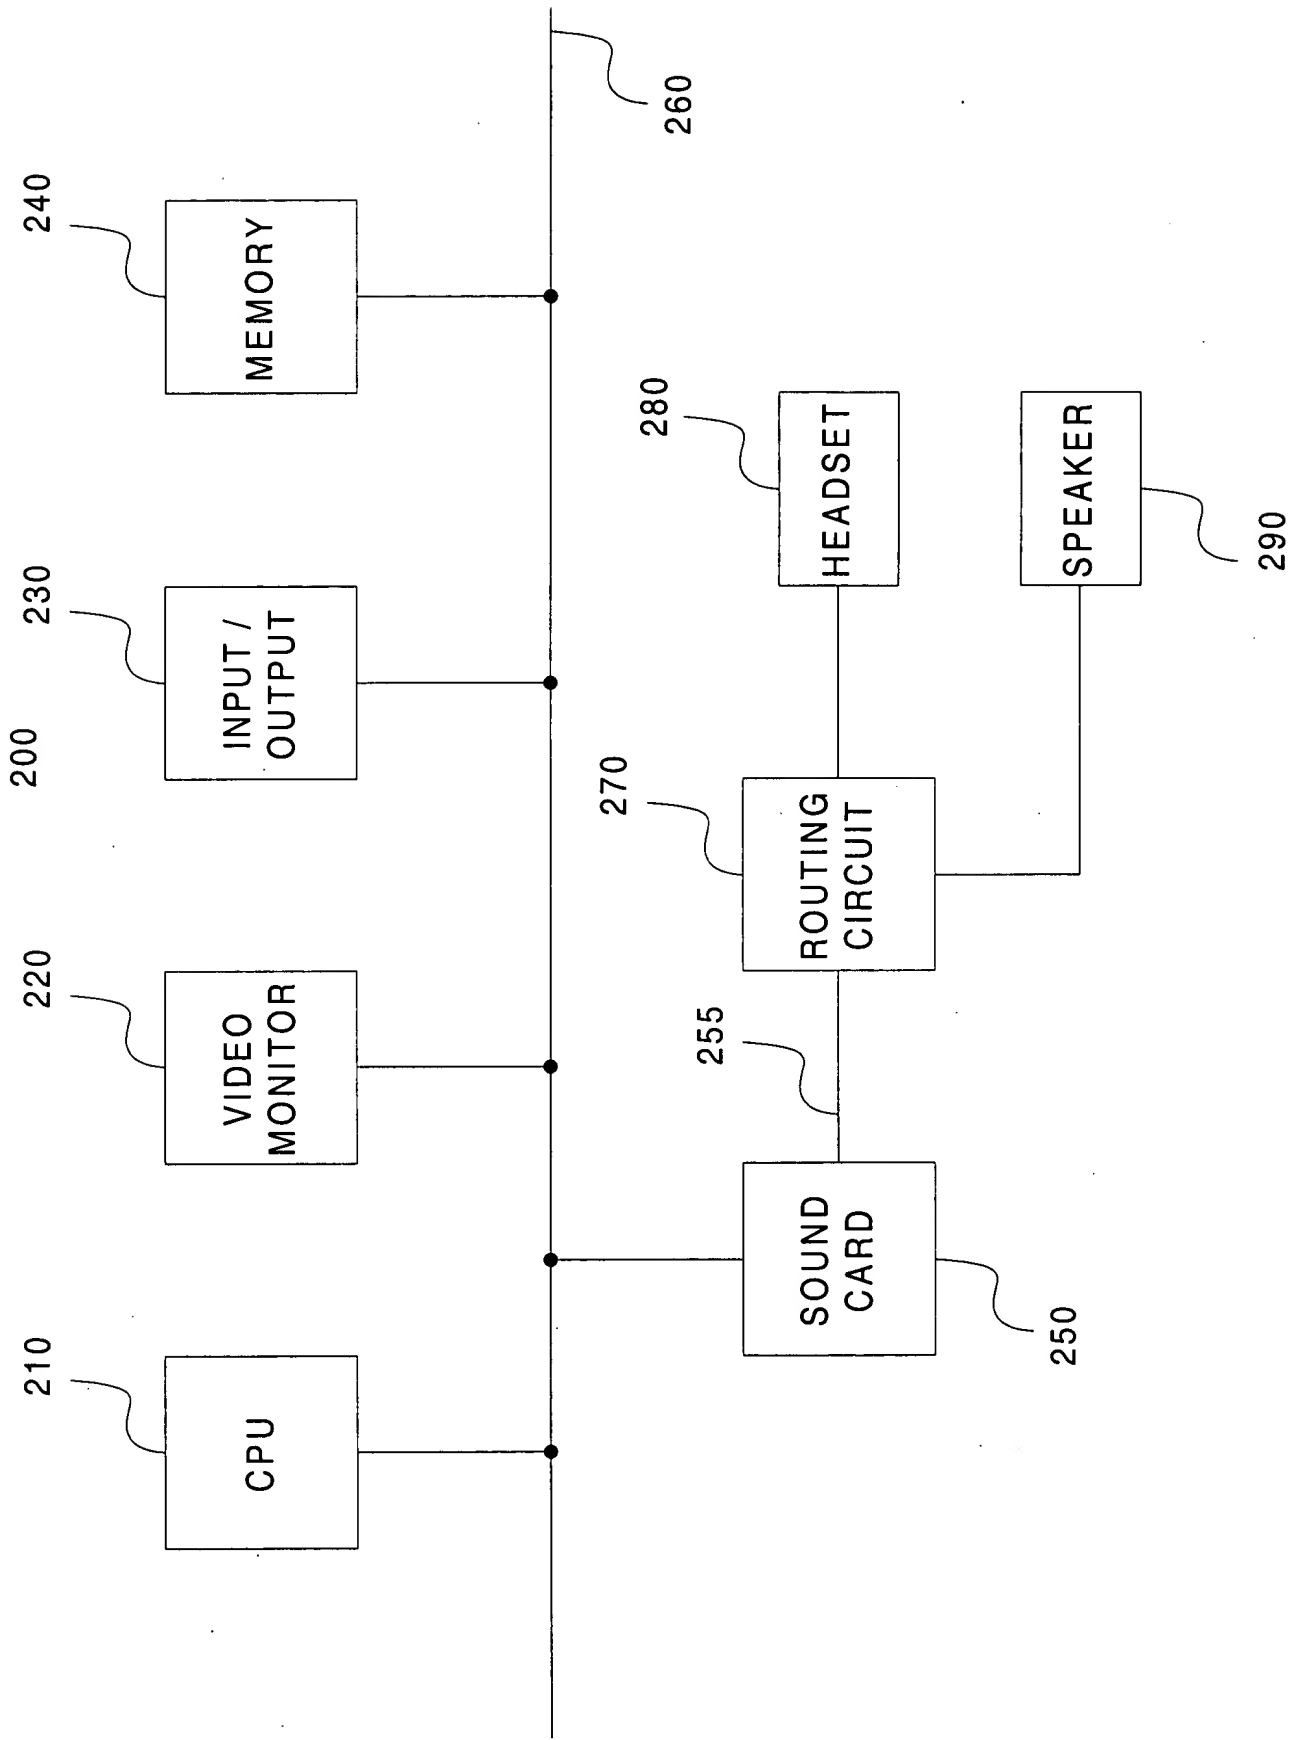 200
210
CPU
220
VIDEO
MONITOR
230
INPUT /
OUTPUT
240
MEMORY
260
250
SOUND
CARD
255
270
ROUTING
CIRCUIT
280
HEADSET
SPEAKER
290